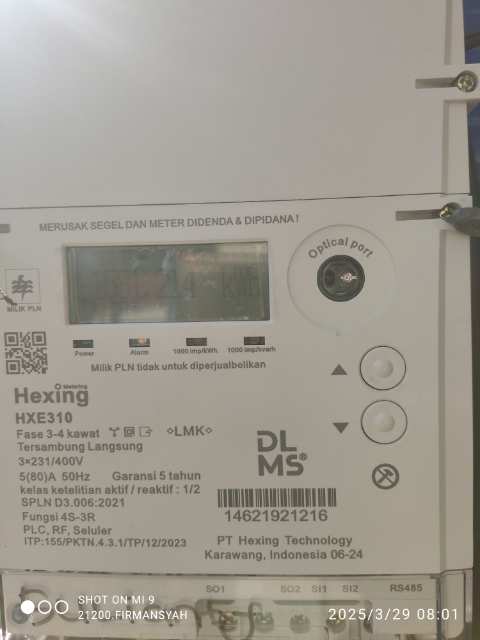 MERUSAK SEGEL DAN METER DIDENDA & DIPIDANA!
Optical port
MILIK PLN
Power Alarm 1000 imp/kWh 1000 imp/kvarh
Milik PLN tidak untuk diperjualbelikan
Hexing
Metering
HXE310
Fase 3-4 kawat LMK
Tersambung Langsung
3×231/400V
5(80)A 50Hz Garansi 5 tahun
kelas ketelitian aktif / reaktif : 1/2
SPLN D3.006:2021
Fungsi 4S-3R
PLC, RF, Seluler
ITP:155/PKTN.4.3.1/TP/12/2023
DL
MS®
14621921216
PT Hexing Technology
Karawang, Indonesia 06-24
SO1 SO2 SI1 SI2 RS485
SHOT ON MI 9
21200.FIRMANSYAH
2025/3/29 08:01